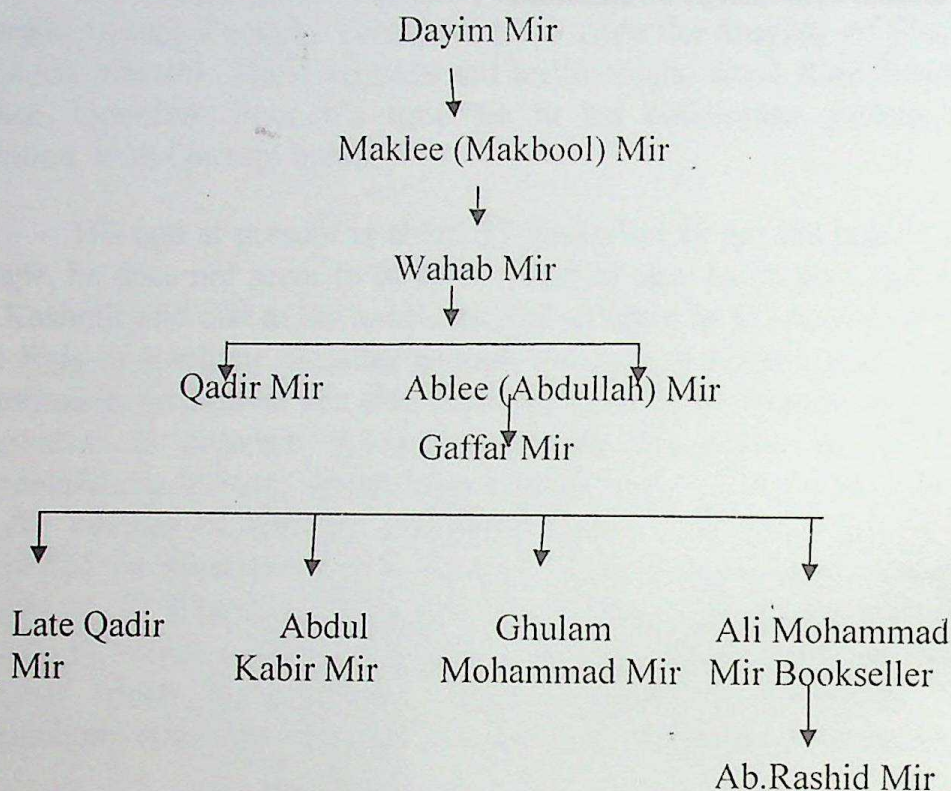 Dayim Mir
Maklee (Makbool) Mir
Wahab Mir
Qadir Mir Ablee (Abdullah) Mir
Gaffar Mir
Late Qadir Mir
Abdul Kabir Mir
Ghulam Mohammad Mir
Ali Mohammad Mir Bookseller
Ab.Rashid Mir